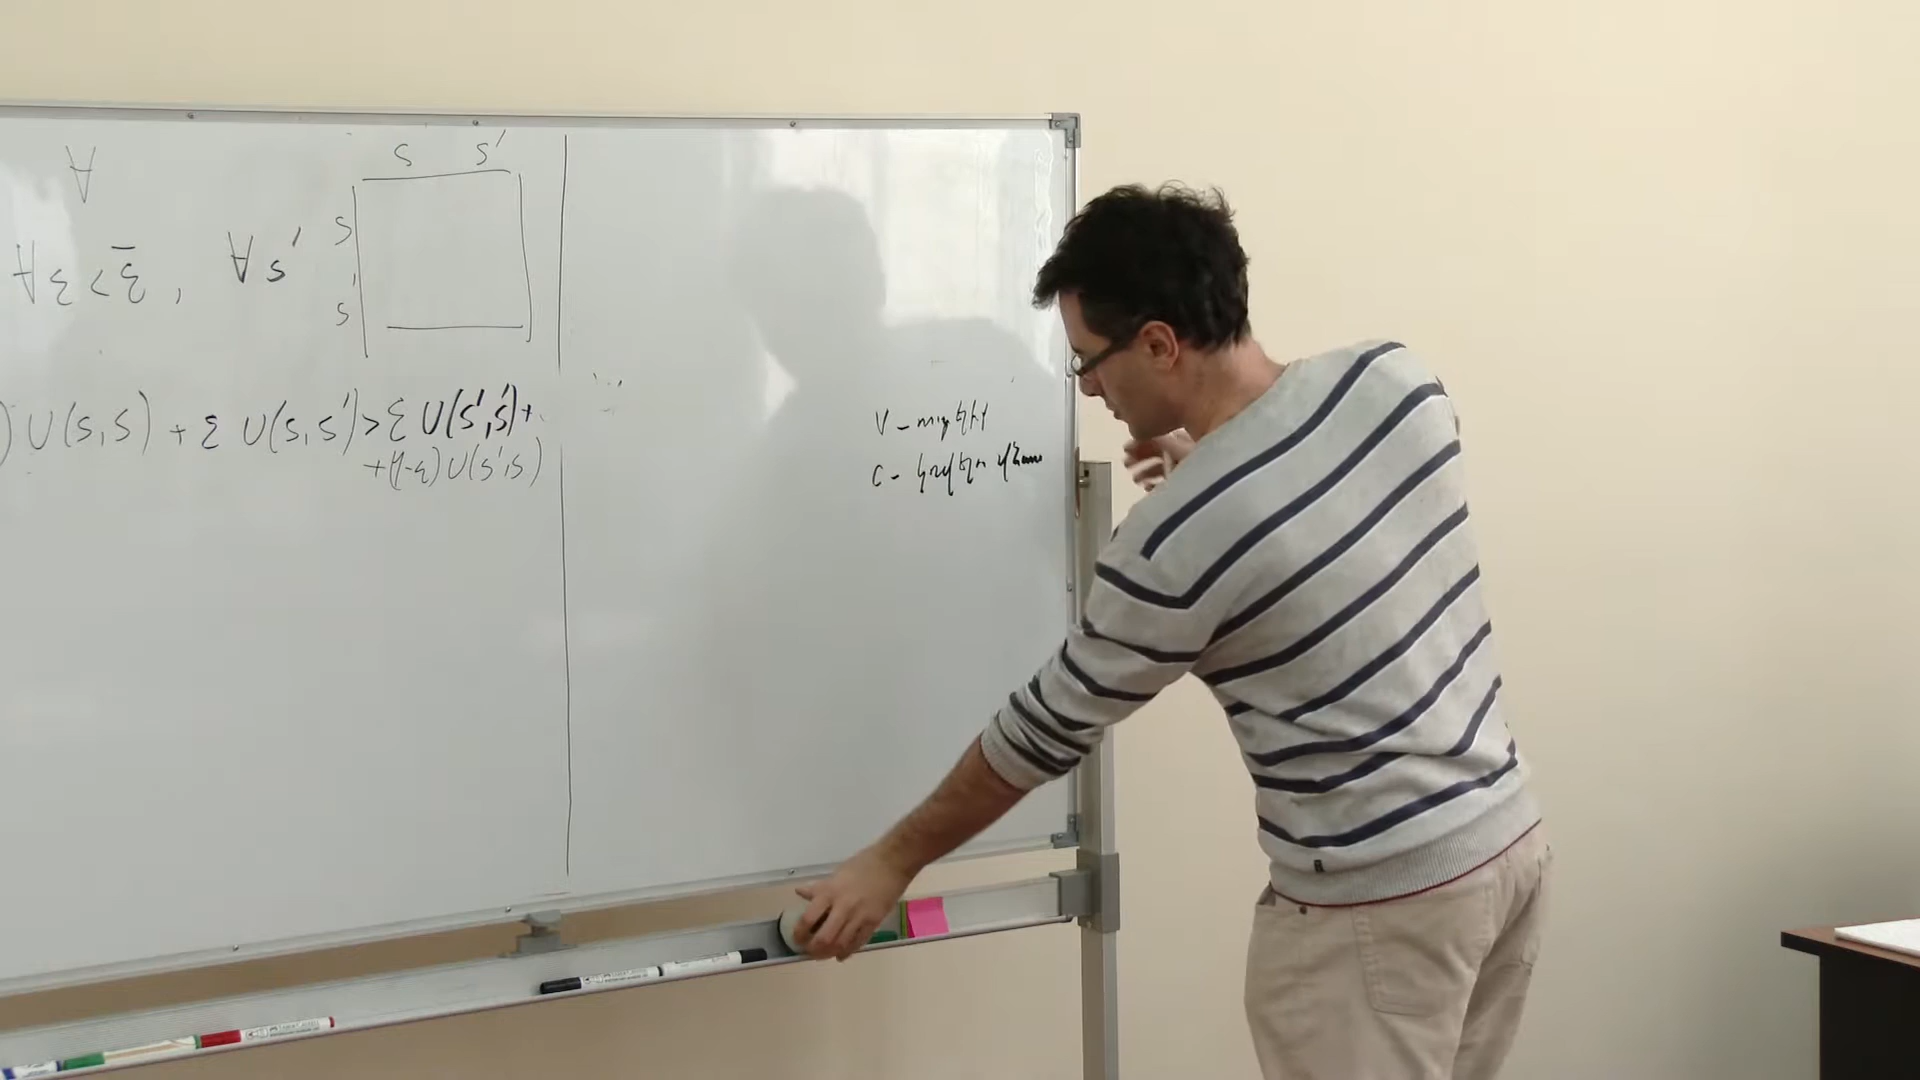 ∀
s s'
∀ε<ε̄, ∀s'
s
s'
)U(s,s) + ε U(s,s') > ε U(s',s') +
+(1-ε)U(s',s)
V -
C -